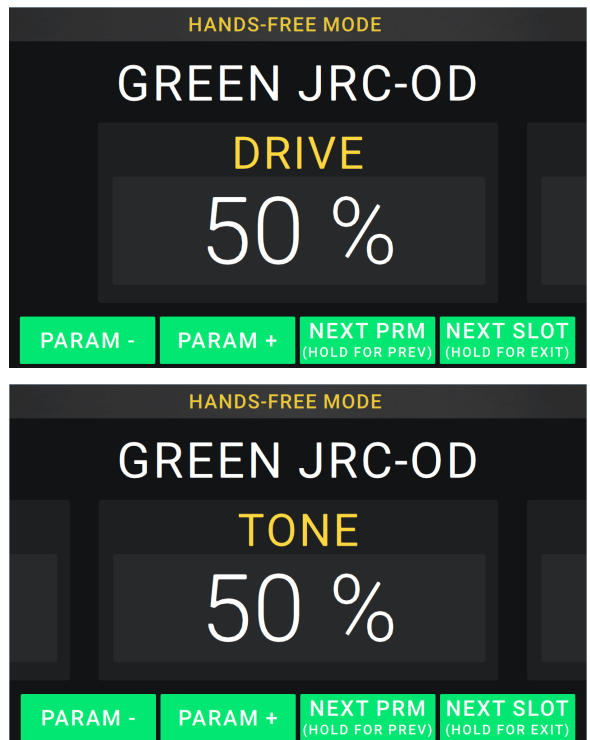 HANDS-FREE MODE
GREEN JRC-OD
DRIVE
50 %
PARAM -
PARAM +
NEXT PRM
(HOLD FOR PREV)
NEXT SLOT
(HOLD FOR EXIT)
HANDS-FREE MODE
GREEN JRC-OD
TONE
50 %
PARAM -
PARAM +
NEXT PRM
(HOLD FOR PREV)
NEXT SLOT
(HOLD FOR EXIT)